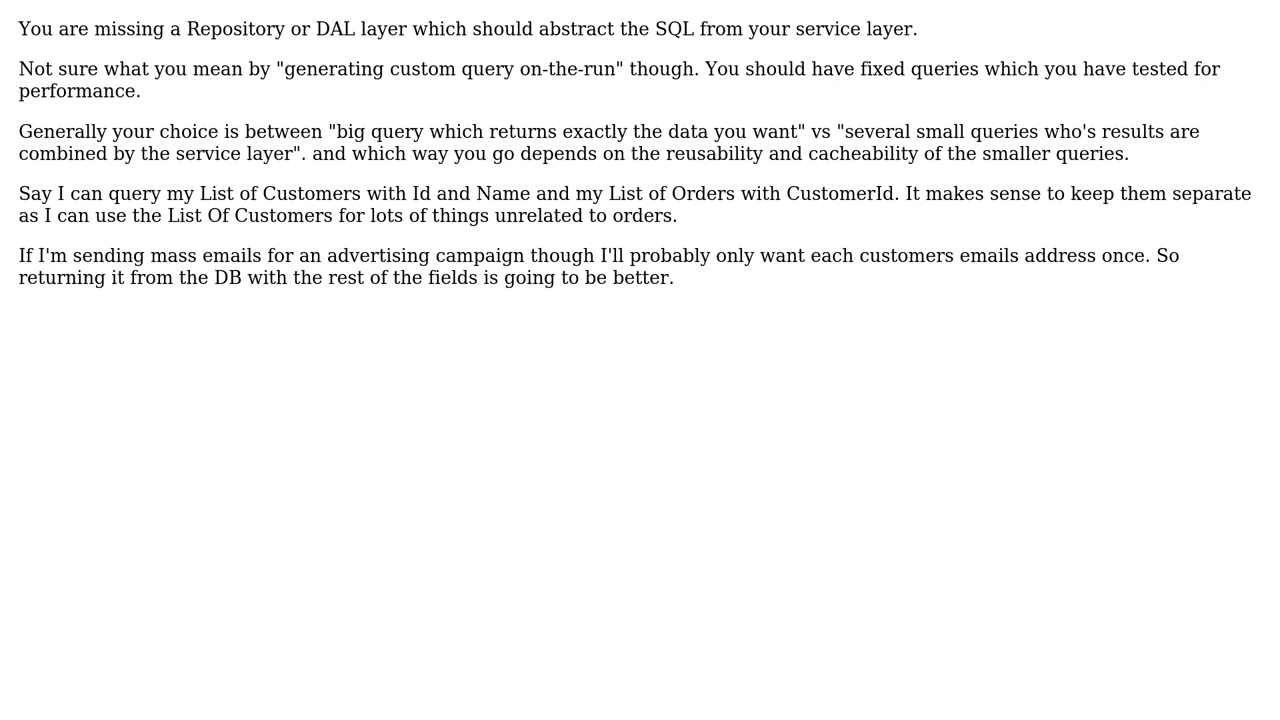 You are missing a Repository or DAL layer which should abstract the SQL from your service layer.
Not sure what you mean by "generating custom query on-the-run" though. You should have fixed queries which you have tested for
performance.
Generally your choice is between "big query which returns exactly the data you want" vs "several small queries who's results are
combined by the service layer". and which way you go depends on the reusability and cacheability of the smaller queries.
Say I can query my List of Customers with Id and Name and my List of Orders with CustomerId. It makes sense to keep them separate
as I can use the List Of Customers for lots of things unrelated to orders.
If I'm sending mass emails for an advertising campaign though I'll probably only want each customers emails address once. So
returning it from the DB with the rest of the fields is going to be better.